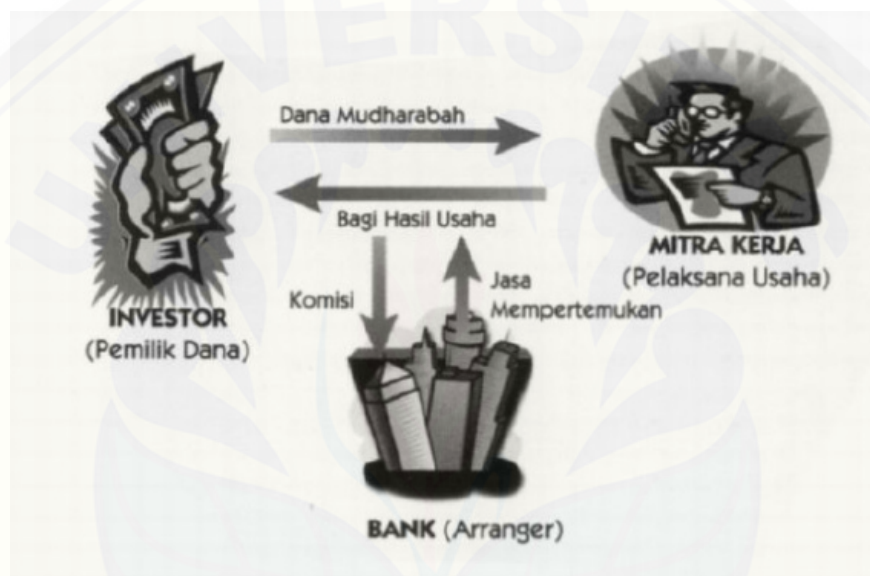 Dana Mudharabah
Bagi Hasil Usaha
MITRA KERJA
(Pelaksana Usaha)
Komisi
Jasa
Mempertemukan
INVESTOR
(Pemilik Dana)
BANK (Arranger)